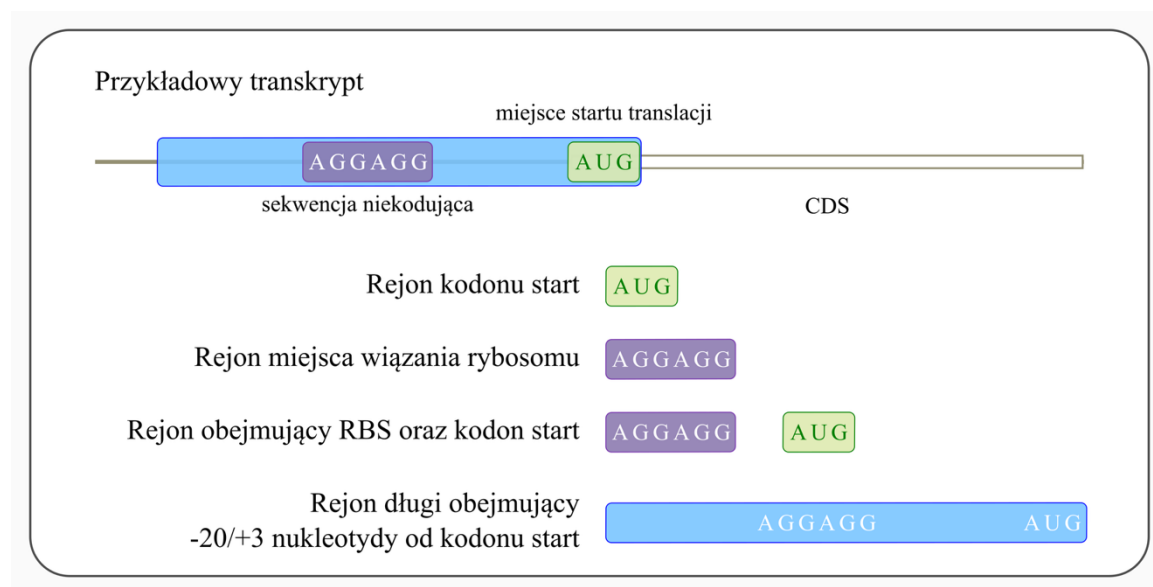 Przykładowy transkrypt
miejsce startu translacji
AGGAGG AUG
sekwencja niekodująca CDS
Rejon kodonu start AUG
Rejon miejsca wiązania rybosomu AGGAGG
Rejon obejmujący RBS oraz kodon start AGGAGG AUG
Rejon długi obejmujący
-20/+3 nukleotydy od kodonu start AGGAGG AUG